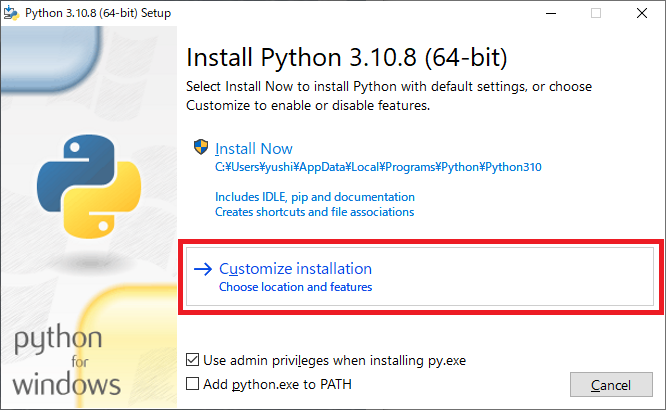 Python 3.10.8 (64-bit) Setup
Install Python 3.10.8 (64-bit)
Select Install Now to install Python with default settings, or choose
Customize to enable or disable features.
Install Now
C:¥Users¥yushi¥AppData¥Local¥Programs¥Python¥Python310
Includes IDLE, pip and documentation
Creates shortcuts and file associations
Customize installation
Choose location and features
python
for
windows
Use admin privileges when installing py.exe
Add python.exe to PATH
Cancel